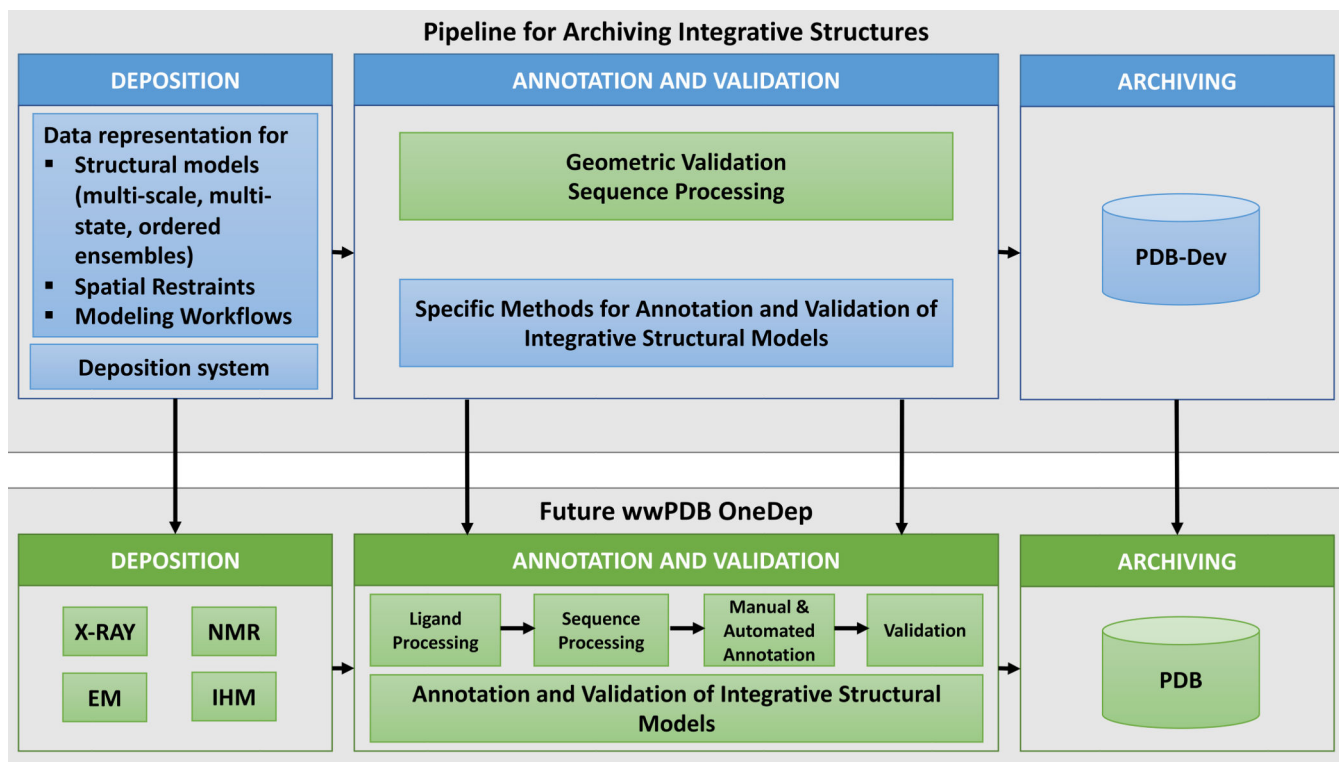 Pipeline for Archiving Integrative Structures
DEPOSITION
Data representation for
▪ Structural models
(multi-scale, multi-
state, ordered
ensembles)
▪ Spatial Restraints
▪ Modeling Workflows
Deposition system
ANNOTATION AND VALIDATION
Geometric Validation
Sequence Processing
Specific Methods for Annotation and Validation of
Integrative Structural Models
ARCHIVING
PDB-Dev
Future wwPDB OneDep
DEPOSITION
X-RAY
NMR
EM
IHM
ANNOTATION AND VALIDATION
Ligand
Processing
Sequence
Processing
Manual &
Automated
Annotation
Validation
Annotation and Validation of Integrative Structural
Models
ARCHIVING
PDB